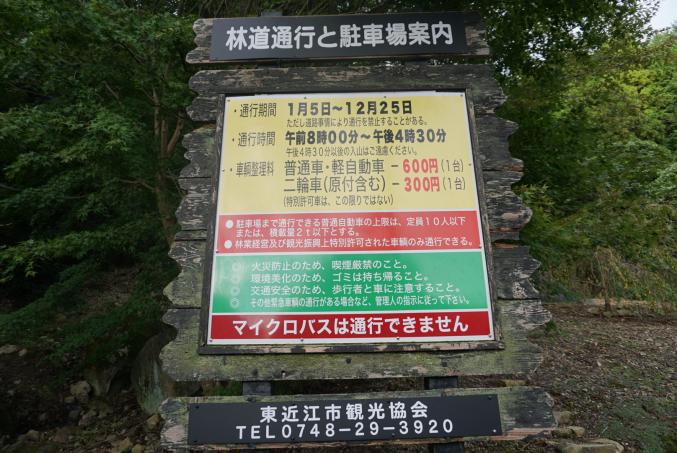 林道通行と駐車場案内
・通行期間 1月5日～12月25日
ただし道路事情により通行を禁止することがある。
・通行時間 午前8時00分～午後4時30分
午後4時30分以後の入山はご遠慮ください。
・車輌整理料 普通車・軽自動車－600円(1台)
二輪車(原付含む)－300円(1台)
(特別許可車は、この限りではない)
● 駐車場まで通行できる普通自動車の上限は、定員10人以下
または、積載量2t以下とする。
● 林業経営及び観光振興上特別許可された車輌のみ通行できる。
○ 火災防止のため、喫煙厳禁のこと。
○ 環境美化のため、ゴミは持ち帰ること。
○ 交通安全のため、歩行者と車に注意すること。
○ その他緊急車輌の通行がある場合など、管理人の指示に従って下さい。
マイクロバスは通行できません
東近江市観光協会
TEL0748-29-3920